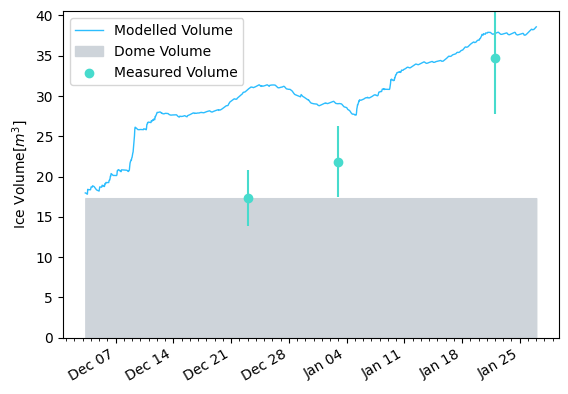 Modelled Volume
Dome Volume
Measured Volume
Ice Volume[m³]
40
35
30
25
20
15
10
5
0
Dec 07
Dec 14
Dec 21
Dec 28
Jan 04
Jan 11
Jan 18
Jan 25